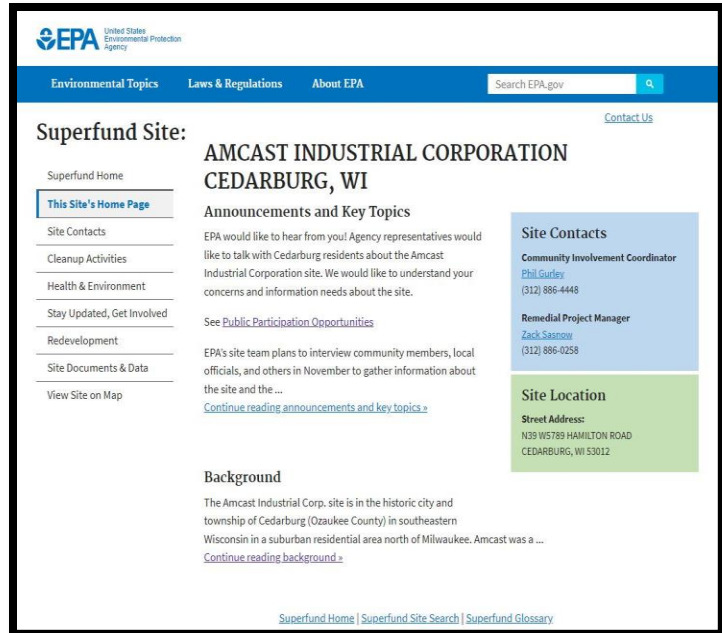 EPA
United States
Environmental Protection
Agency
Environmental Topics Laws & Regulations About EPA Search EPA.gov
Contact Us
Superfund Site:
Superfund Home
This Site's Home Page
Site Contacts
Cleanup Activities
Health & Environment
Stay Updated, Get Involved
Redevelopment
Site Documents & Data
View Site on Map
AMCAST INDUSTRIAL CORPORATION
CEDARBURG, WI
Announcements and Key Topics
EPA would like to hear from you! Agency representatives would
like to talk with Cedarburg residents about the Amcast
Industrial Corporation site. We would like to understand your
concerns and information needs about the site.
See Public Participation Opportunities
EPA's site team plans to interview community members, local
officials, and others in November to gather information about
the site and the ...
Continue reading announcements and key topics »
Background
The Amcast Industrial Corp. site is in the historic city and
township of Cedarburg (Ozaukee County) in southeastern
Wisconsin in a suburban residential area north of Milwaukee. Amcast was a ...
Continue reading background »
Site Contacts
Community Involvement Coordinator
Phil Gurley
(312) 886-4448
Remedial Project Manager
Zack Sasnow
(312) 886-0258
Site Location
Street Address:
N39 W5789 HAMILTON ROAD
CEDARBURG, WI 53012
Superfund Home | Superfund Site Search | Superfund Glossary